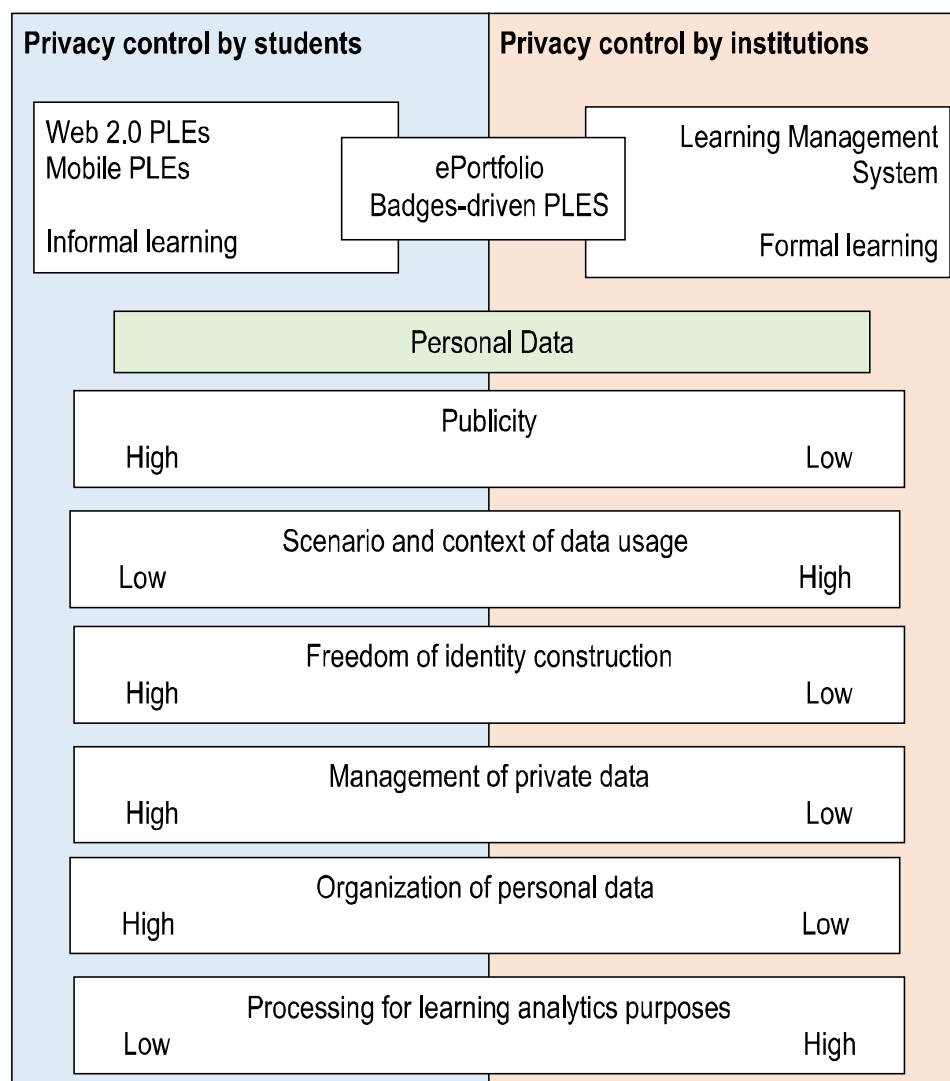 Privacy control by students
Privacy control by institutions
Web 2.0 PLEs
Mobile PLEs
Informal learning
ePortfolio
Badges-driven PLES
Learning Management
System
Formal learning
Personal Data
Publicity
High Low
Scenario and context of data usage
Low High
Freedom of identity construction
High Low
Management of private data
High Low
Organization of personal data
High Low
Processing for learning analytics purposes
Low High